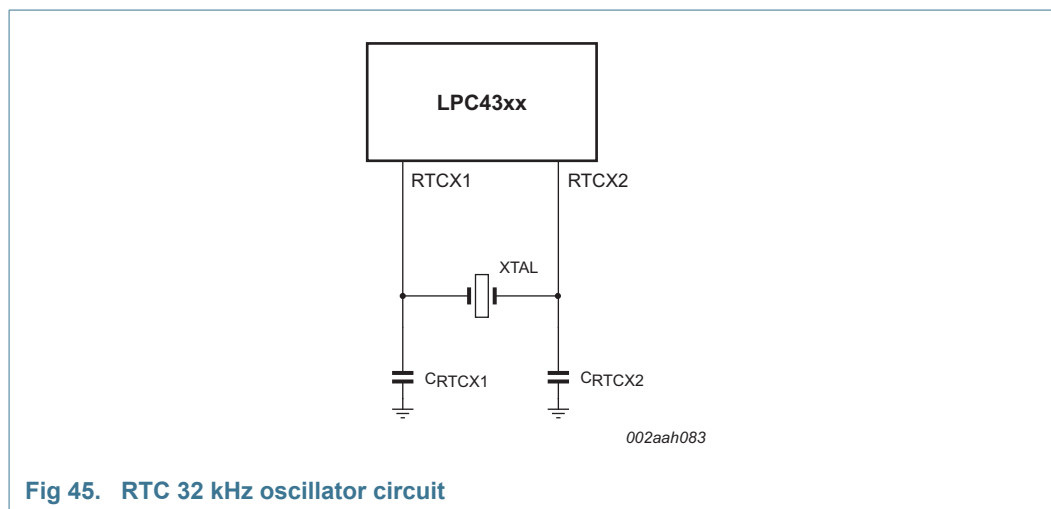 LPC43xx
RTCX1 RTCX2
XTAL
CRTCX1 CRTCX2
002aah083
Fig 45. RTC 32 kHz oscillator circuit